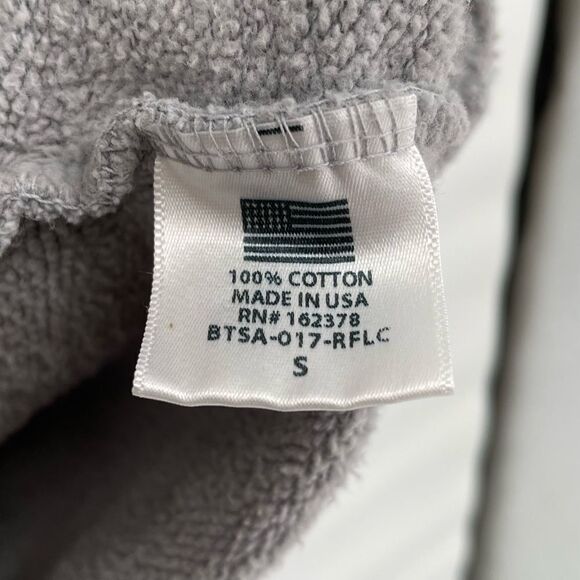 100% COTTON
MADE IN USA
RN# 162378
BTSA-017-RFLC
S